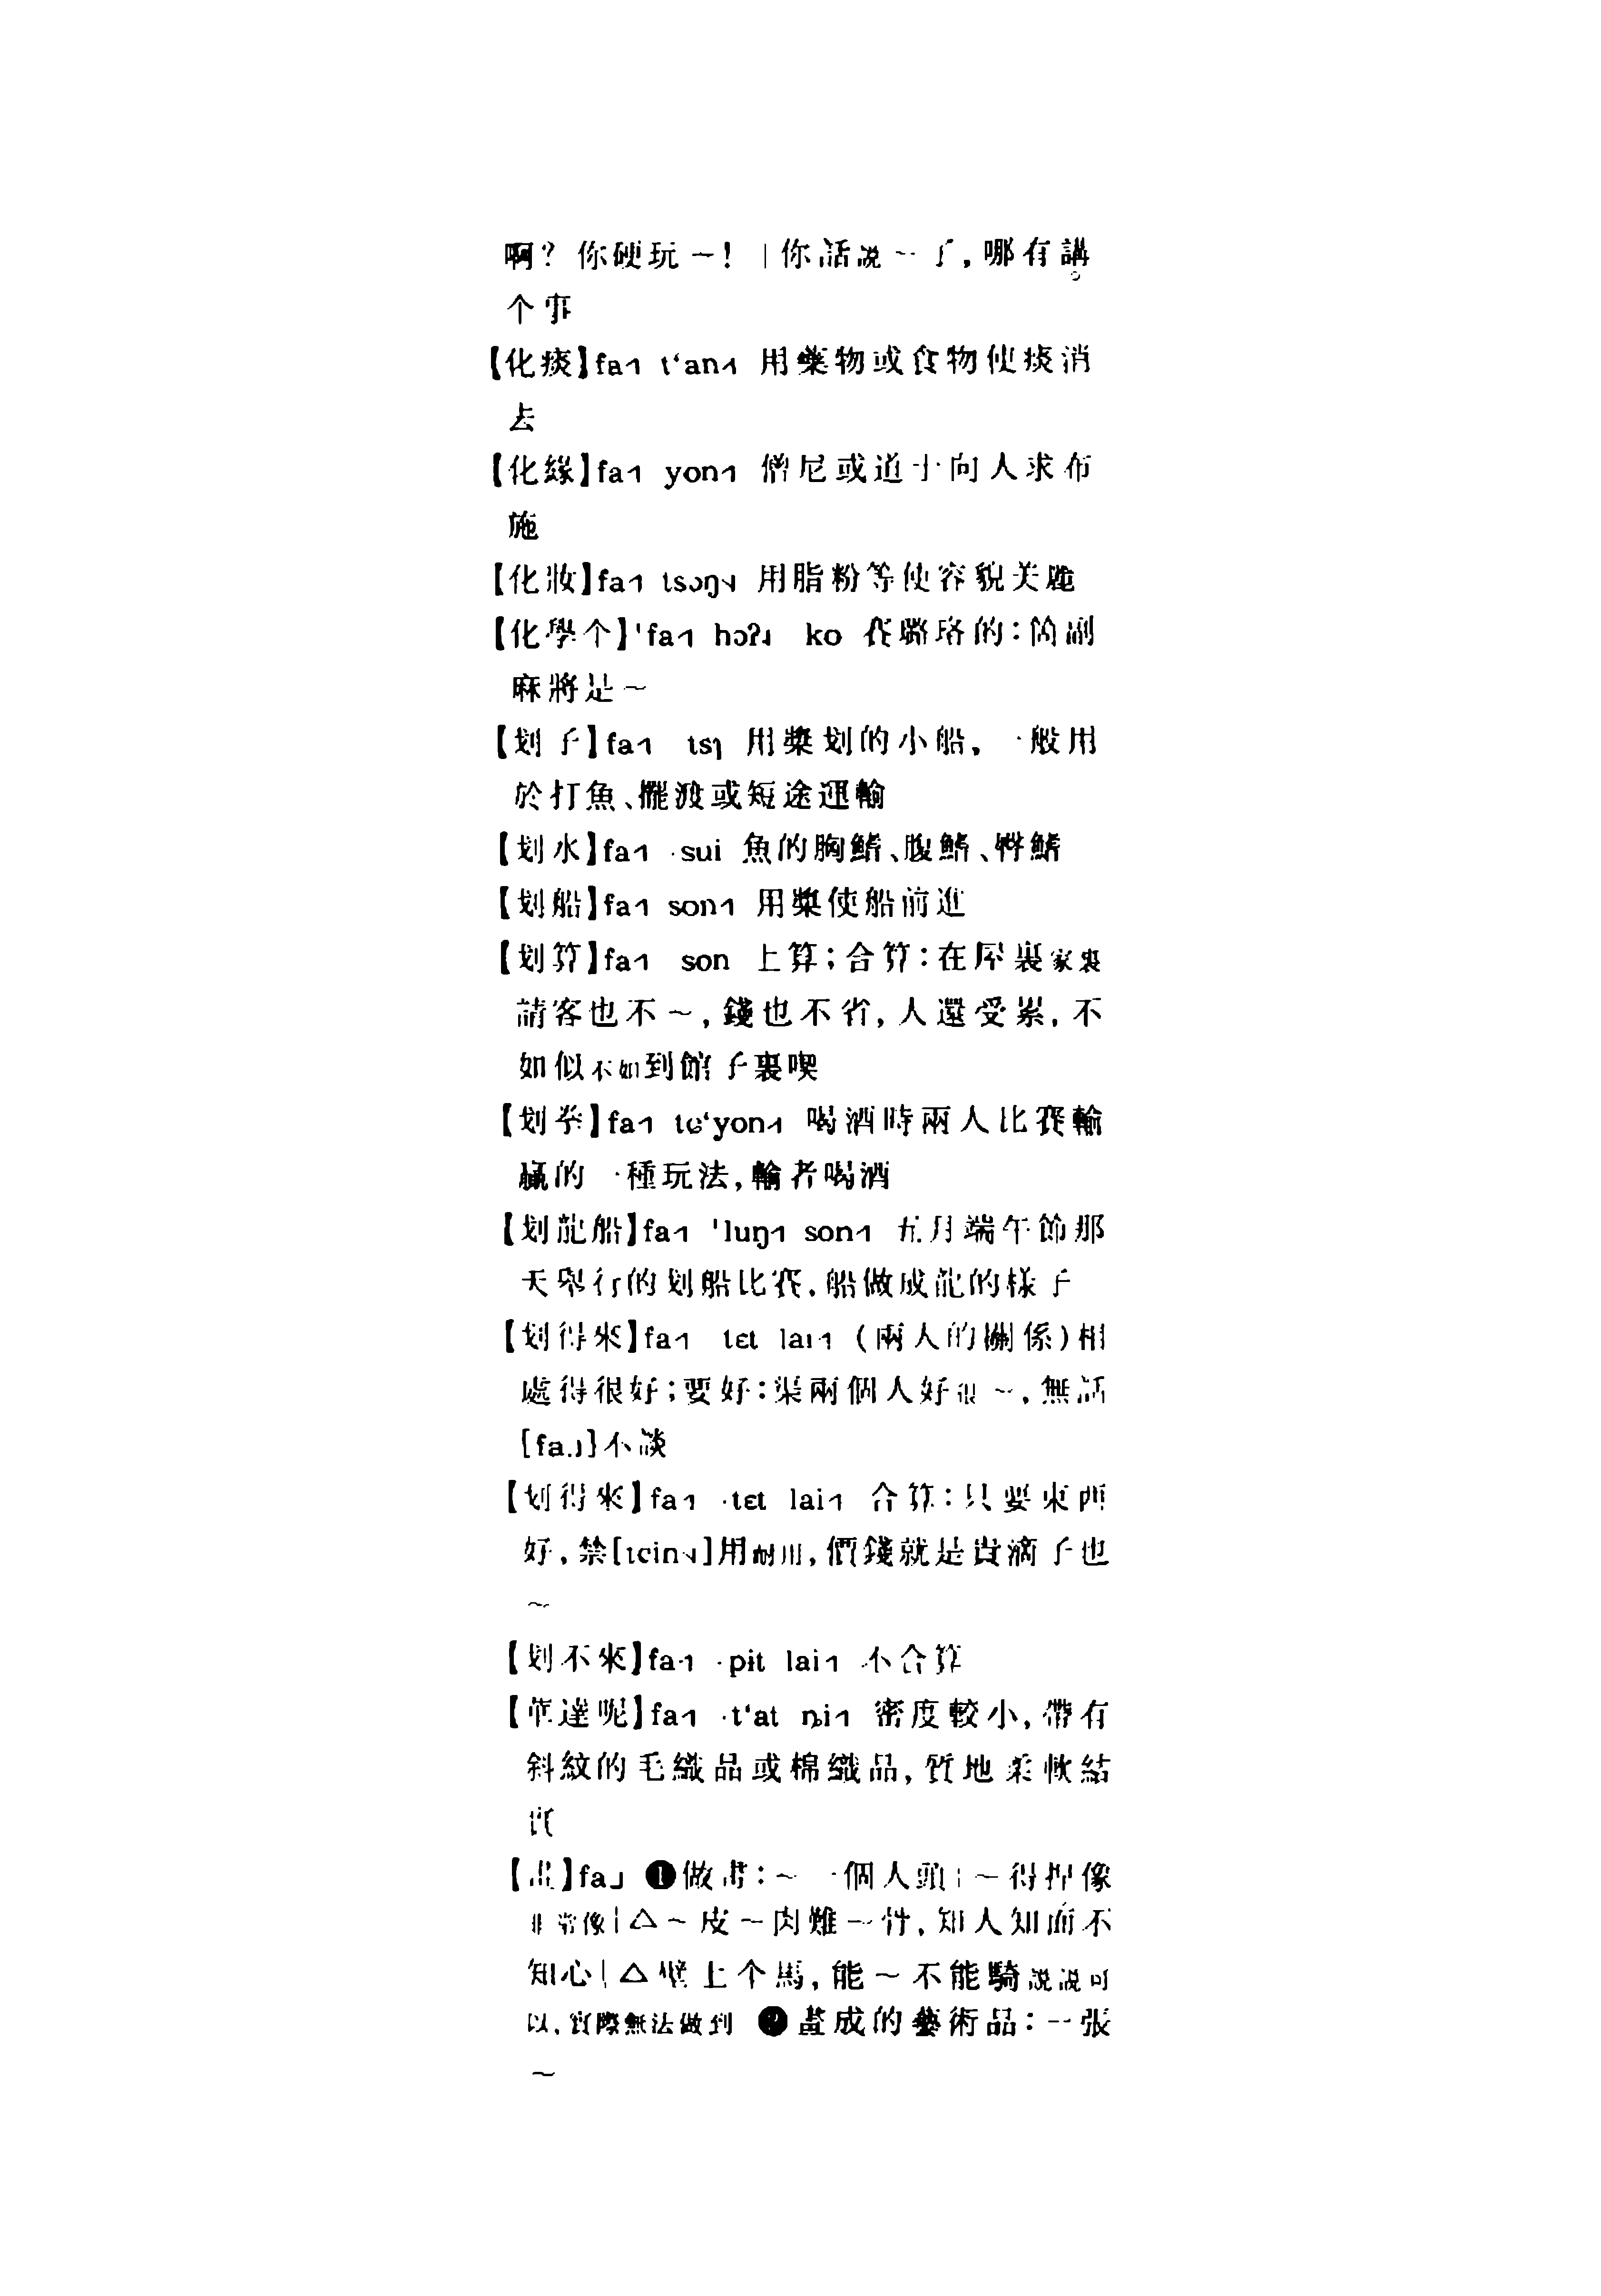 啊？你硬玩～！｜你話說～了，哪有講。
个事
【化痰】fa˧˥ t‘an˧˥ 用藥物或食物使痰消
去
【化緣】fa˧˥ yon˧˥ 僧尼或道士向人求布
施
【化妝】fa˧˥ tsɔŋ 用脂粉等使容貌美麗
【化學个】'fa˧˥ hɔʔ ko 賽璐珞的：箇副
麻將是～
【划子】fa˧˥ tsɿ 用槳划的小船，一般用
於打魚、擺渡或短途運輸
【划水】fa˧˥ ·sui 魚的胸鰭、腹鰭、臀鰭
【划船】fa˧˥ son˧˥ 用槳使船前進
【划算】fa˧˥ son 上算；合算：在屋裏家裏
請客也不～，錢也不省，人還受累，不
如似不如到館子裏喫
【划拳】fa˧˥ tɕ‘yon˧˥ 喝酒時兩人比賽輸
贏的一種玩法，輸者喝酒
【划龍船】fa˧˥ 'luŋ˧˥ son˧˥ 五月端午節那
天舉行的划船比賽，船做成龍的樣子
【划得來】fa˧˥ tɛt lai˧˥（兩人的關係）相
處得很好；要好：渠兩個人好很～，無話
[fa]不談
【划得來】fa˧˥ ·tɛt lai˧˥ 合算：只要東西
好，禁[tɕin]用耐用，價錢就是貴滴子也
～
【划不來】fa˧˥ ·pit lai˧˥ 不合算
【華達呢】fa˧˥ ·t‘at ȵi˧˥ 密度較小，帶有
斜紋的毛織品或棉織品，質地柔軟結
實
【畫】fa˩ ❶做畫：～一個人頭｜～得捍像
非常像｜△～皮～肉難～骨，知人知面不
知心｜△壁上个馬，能～不能騎說說可
以，實際無法做到 ❷畫成的藝術品：一張
～